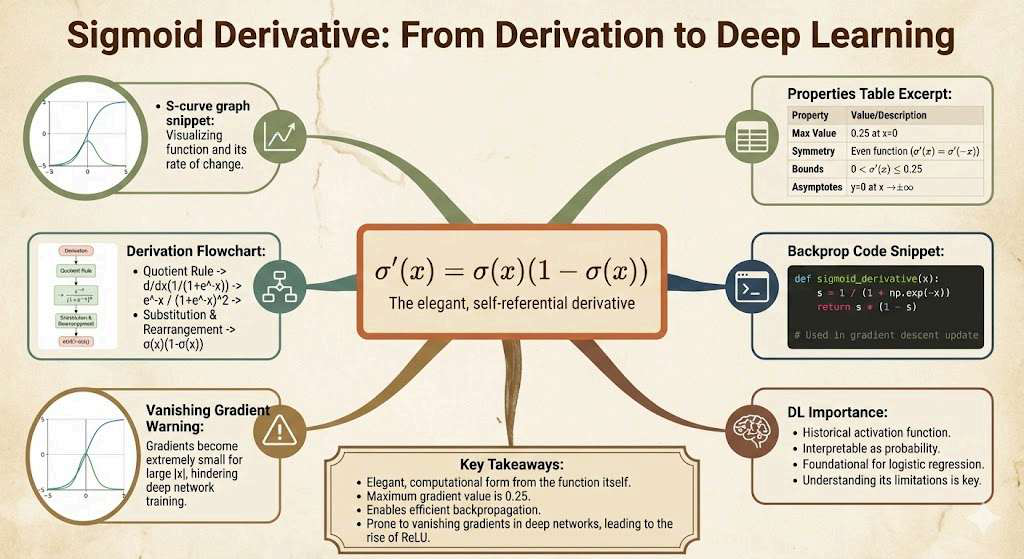 Sigmoid Derivative: From Derivation to Deep Learning
• S-curve graph
snippet:
Visualizing
function and its
rate of change.
Derivation Flowchart:
• Quotient Rule ->
d/dx(1/(1+e^-x)) ->
e^-x / (1+e^-x)^2 ->
• Substitution &
Rearrangement ->
σ(x)(1-σ(x))
Quotient Rule
Vanishing Gradient
Warning:
Gradients become
extremely small for
large |x|, hindering
deep network
training.
σ′(x) = σ(x)(1 − σ(x))
The elegant, self-referential derivative
Key Takeaways:
• Elegant, computational form from the function itself.
• Maximum gradient value is 0.25.
• Enables efficient backpropagation.
• Prone to vanishing gradients in deep networks, leading to the
rise of ReLU.
Properties Table Excerpt:
Property Value/Description
Max Value 0.25 at x=0
Symmetry Even function (σ′(x) = σ′(−x))
Bounds 0 < σ′(x) ≤ 0.25
Asymptotes y=0 at x →±∞
Backprop Code Snippet:
def sigmoid_derivative(x):
s = 1 / (1 + np.exp(-x))
return s * (1 - s)
# Used in gradient descent update
DL Importance:
• Historical activation function.
• Interpretable as probability.
• Foundational for logistic regression.
• Understanding its limitations is key.